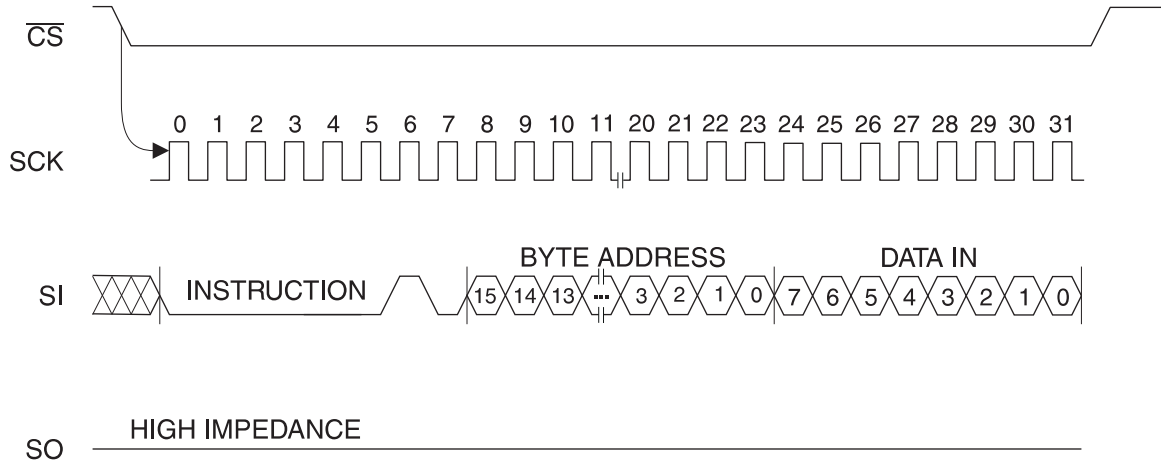 CS
0 1 2 3 4 5 6 7 8 9 10 11 20 21 22 23 24 25 26 27 28 29 30 31
SCK
BYTE ADDRESS DATA IN
SI INSTRUCTION 15 14 13 ... 3 2 1 0 7 6 5 4 3 2 1 0
HIGH IMPEDANCE
SO